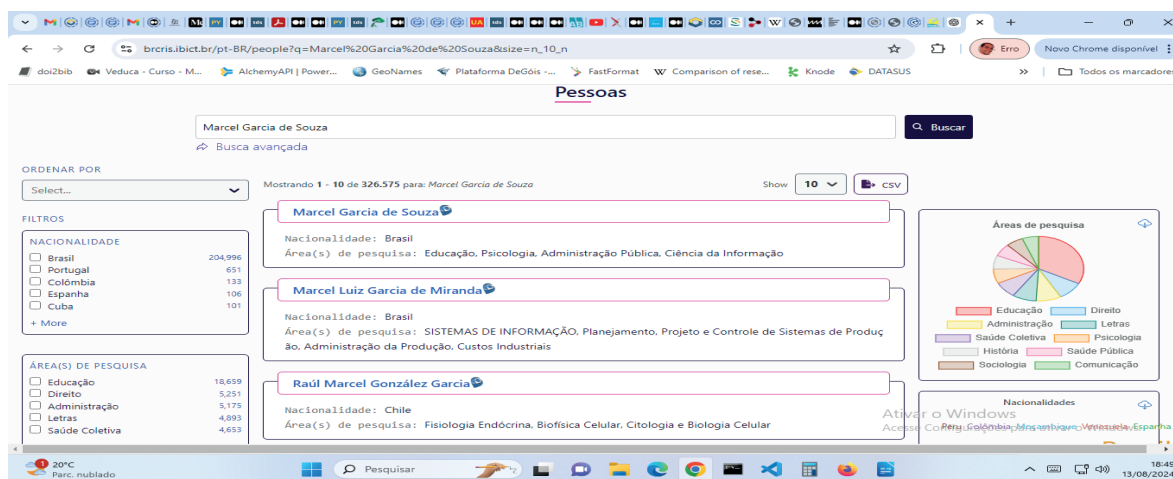 brcris.ibict.br/pt-BR/people?q=Marcel%20Garcia%20de%20Souza&size=n_10_n
Erro
Novo Chrome disponível
doi2bib
Veduca - Curso - M...
AlchemyAPI | Power...
GeoNames
Plataforma DeGóis -...
FastFormat
Comparison of rese...
Knode
DATASUS
Todos os marcadores
Pessoas
Marcel Garcia de Souza
Buscar
Busca avançada
ORDENAR POR
Select...
Mostrando 1 - 10 de 326.575 para: Marcel Garcia de Souza
Show 10
CSV
FILTROS
NACIONALIDADE
Brasil 204,996
Portugal 651
Colômbia 133
Espanha 106
Cuba 101
+ More
ÁREA(S) DE PESQUISA
Educação 18,659
Direito 5,251
Administração 5,175
Letras 4,893
Saúde Coletiva 4,653
Marcel Garcia de Souza
Nacionalidade: Brasil
Área(s) de pesquisa: Educação, Psicologia, Administração Pública, Ciência da Informação
Marcel Luiz Garcia de Miranda
Nacionalidade: Brasil
Área(s) de pesquisa: SISTEMAS DE INFORMAÇÃO, Planejamento, Projeto e Controle de Sistemas de Produç
ão, Administração da Produção, Custos Industriais
Raúl Marcel González Garcia
Nacionalidade: Chile
Área(s) de pesquisa: Fisiologia Endócrina, Biofísica Celular, Citologia e Biologia Celular
Áreas de pesquisa
Educação Direito
Administração Letras
Saúde Coletiva Psicologia
História Saúde Pública
Sociologia Comunicação
Nacionalidades
Ativar o Windows
Peru Colômbia Moçambique Venezuela Espanha
20°C
Parc. nublado
Pesquisar
18:49
13/08/2024